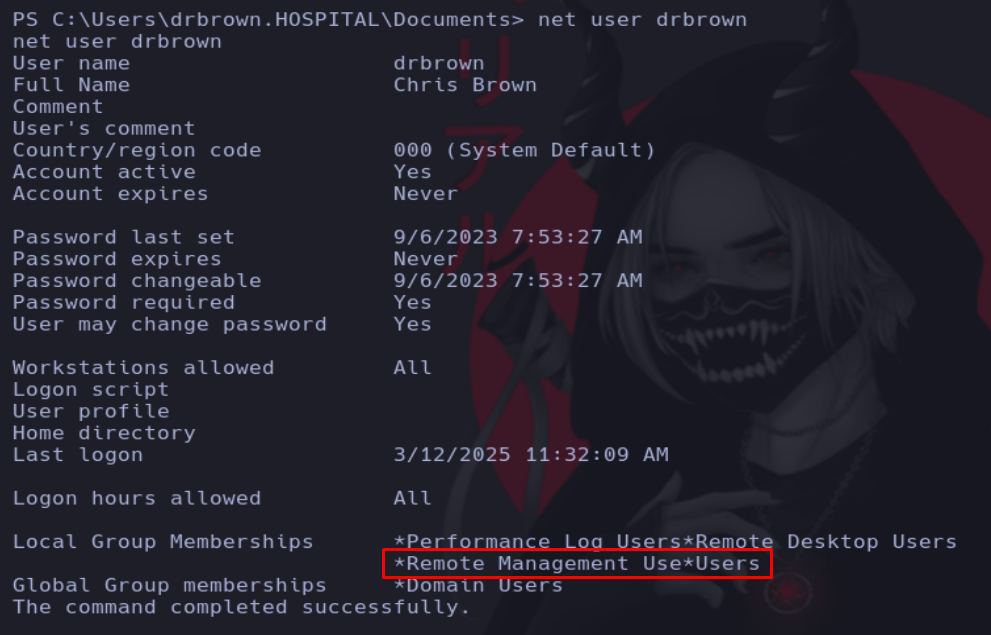 PS C:\Users\drbrown.HOSPITAL\Documents> net user drbrown
net user drbrown
User name                    drbrown
Full Name                    Chris Brown
Comment
User's comment
Country/region code          000 (System Default)
Account active               Yes
Account expires              Never
Password last set            9/6/2023 7:53:27 AM
Password expires             Never
Password changeable          9/6/2023 7:53:27 AM
Password required            Yes
User may change password     Yes
Workstations allowed         All
Logon script
User profile
Home directory
Last logon                   3/12/2025 11:32:09 AM
Logon hours allowed          All
Local Group Memberships      *Performance Log Users*Remote Desktop Users
                             *Remote Management Use*Users
Global Group memberships     *Domain Users
The command completed successfully.
リアル